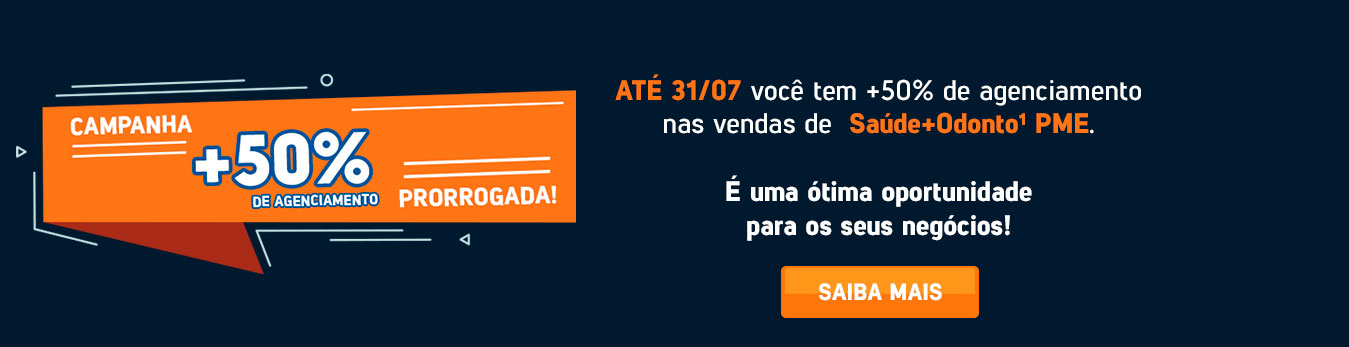 CAMPANHA
+50%
DE AGENCIAMENTO
PRORROGADA!
ATÉ 31/07 você tem +50% de agenciamento
nas vendas de Saúde+Odonto¹ PME.
É uma ótima oportunidade
para os seus negócios!
SAIBA MAIS